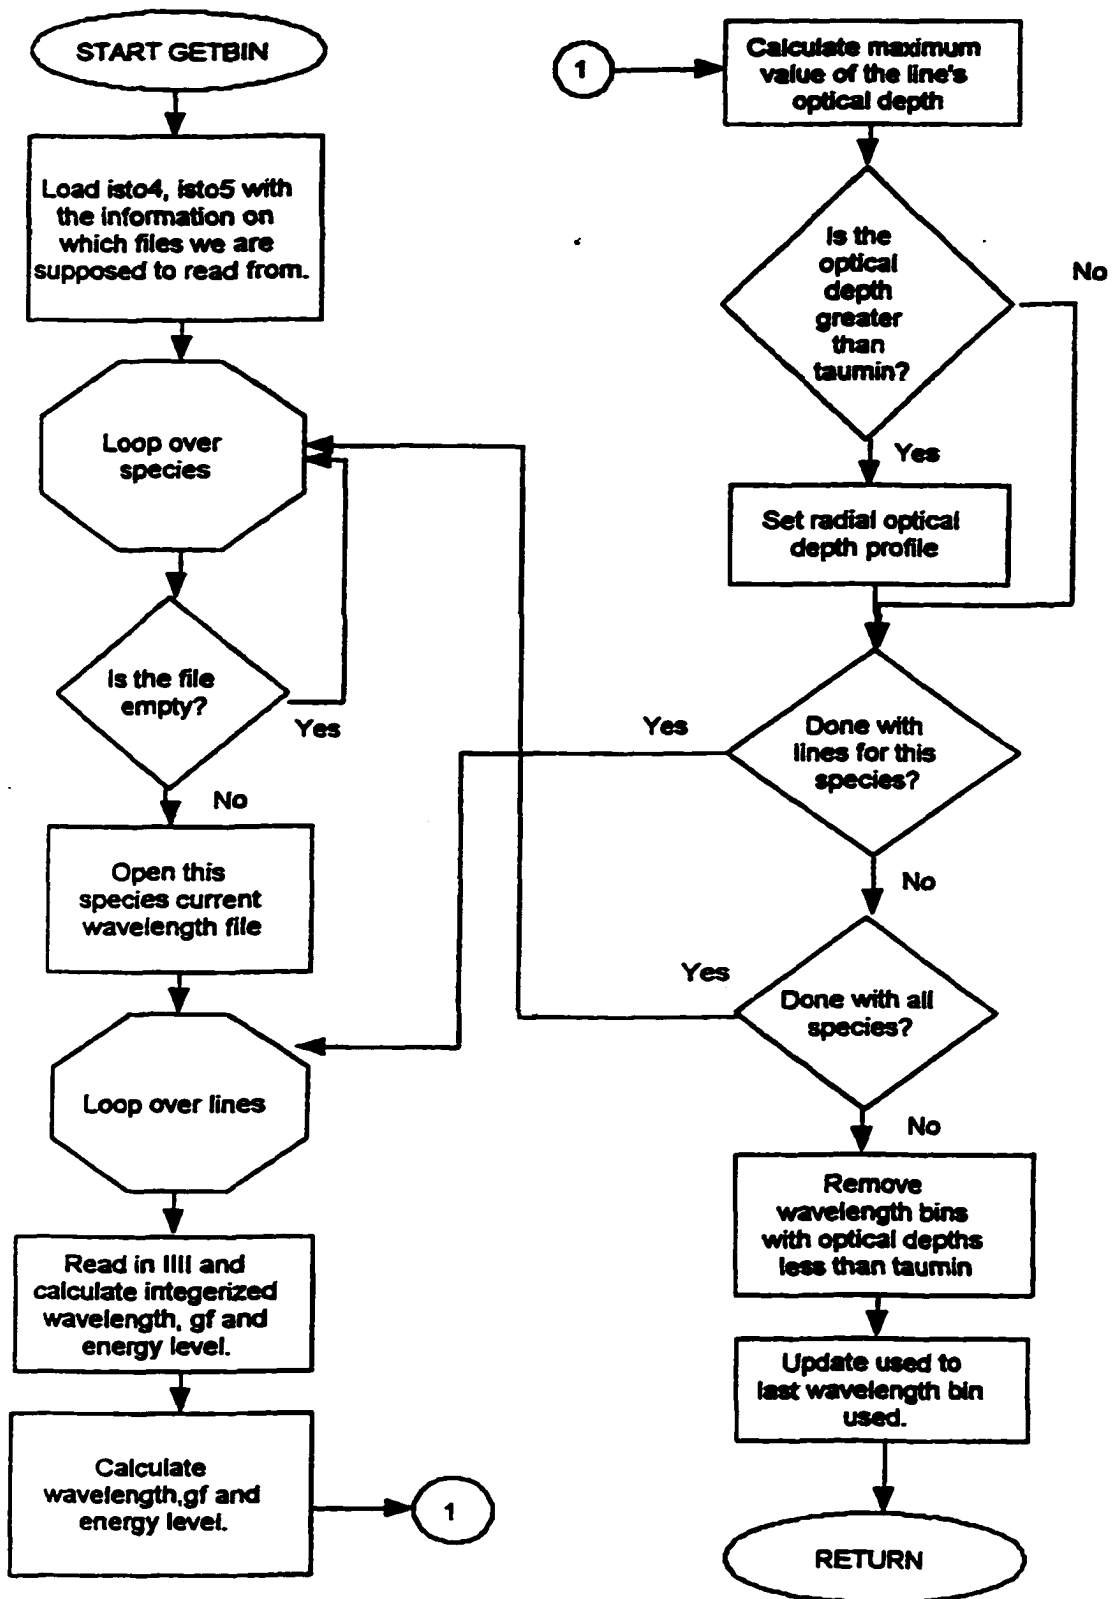 START GETBIN
Load isto4, isto5 with
the information on
which files we are
supposed to read from.
Loop over
species
Is the file
empty?
Yes
No
Open this
species current
wavelength file
Loop over lines
Read in IIII and
calculate integerized
wavelength, gf and
energy level.
Calculate
wavelength,gf and
energy level.
1
1
Calculate maximum
value of the line's
optical depth
Is the
optical
depth
greater
than
taumin?
No
Yes
Set radial optical
depth profile
Done with
lines for this
species?
Yes
No
Done with all
species?
Yes
No
Remove
wavelength bins
with optical depths
less than taumin
Update used to
last wavelength bin
used.
RETURN